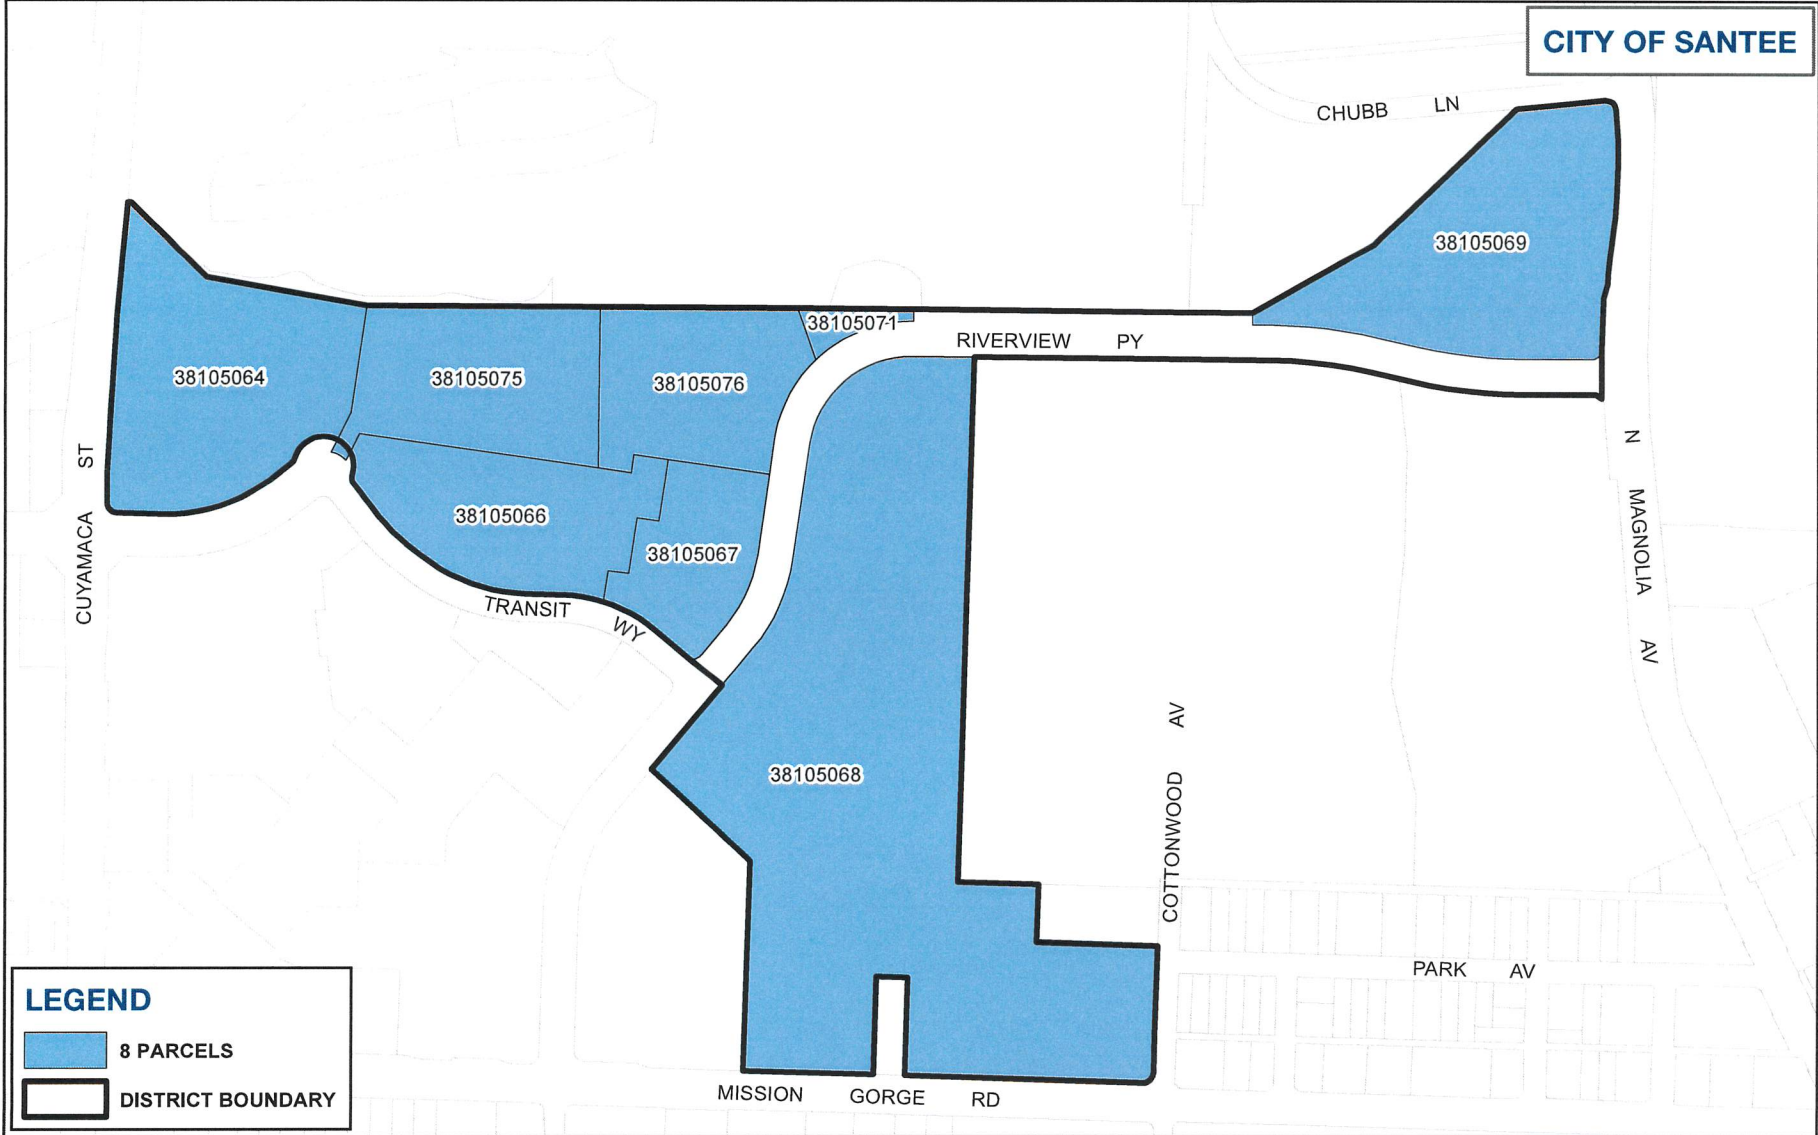 CITY OF SANTEE
CHUBB LN
38105069
38105071
RIVERVIEW PY
38105064
38105075
38105076
CUYAMACA ST
N MAGNOLIA AV
38105066
38105067
TRANSIT WY
38105068
COTTONWOOD AV
PARK AV
LEGEND
8 PARCELS
DISTRICT BOUNDARY
MISSION GORGE RD